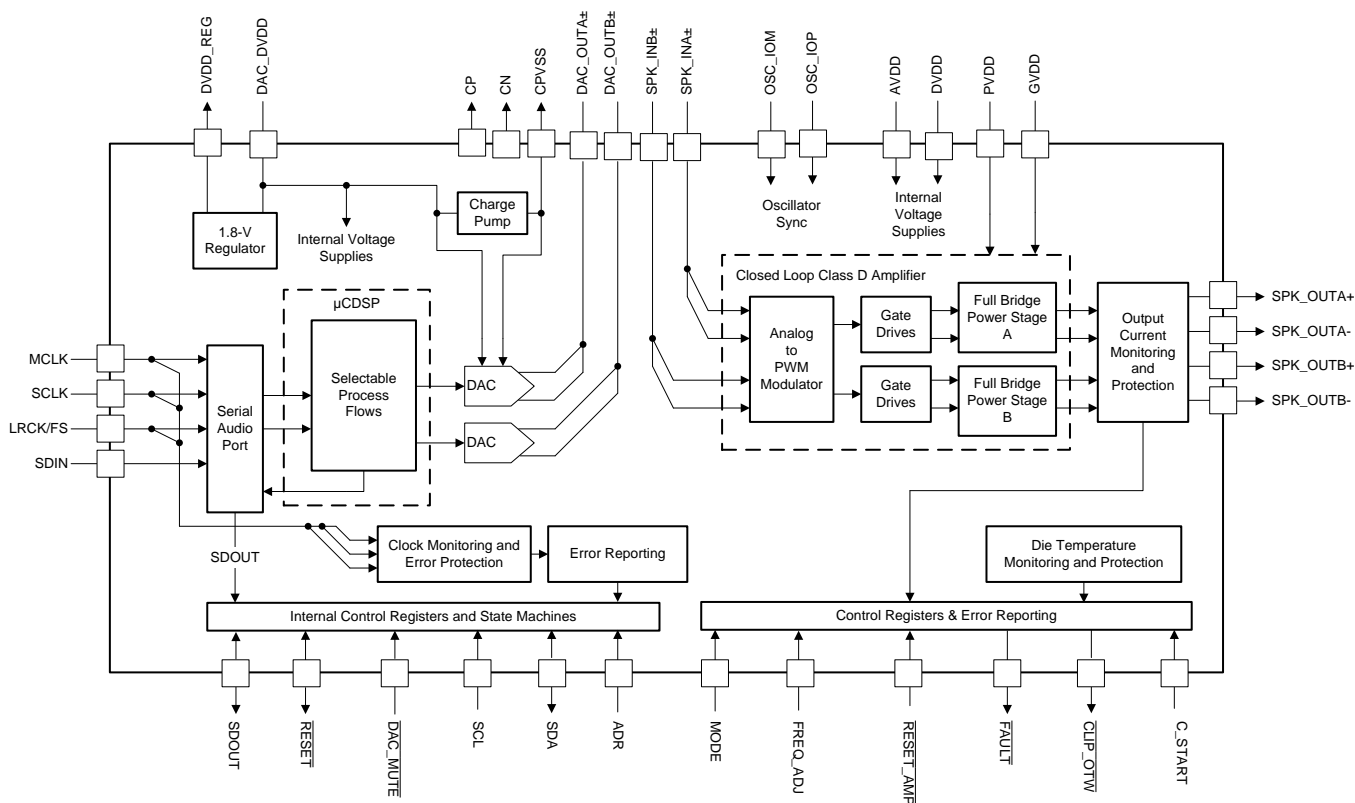 DVDD_REG
DAC_DVDD
CP
CN
CPVSS
DAC_OUTA±
DAC_OUTB±
SPK_INB±
SPK_INA±
OSC_IOM
OSC_IOP
AVDD
DVDD
PVDD
GVDD
1.8-V
Regulator
Internal Voltage
Supplies
Charge
Pump
Oscillator
Sync
Internal
Voltage
Supplies
Closed Loop Class D Amplifier
µCDSP
MCLK
SCLK
LRCK/FS
SDIN
Serial
Audio
Port
Selectable
Process
Flows
DAC
DAC
Analog
to
PWM
Modulator
Gate
Drives
Full Bridge
Power Stage
A
Gate
Drives
Full Bridge
Power Stage
B
Output
Current
Monitoring
and
Protection
SPK_OUTA+
SPK_OUTA-
SPK_OUTB+
SPK_OUTB-
SDOUT
Clock Monitoring and
Error Protection
Error Reporting
Die Temperature
Monitoring and Protection
Internal Control Registers and State Machines
Control Registers & Error Reporting
SDOUT
RESET
DAC_MUTE
SCL
SDA
ADR
MODE
FREQ_ADJ
RESET_AMP
FAULT
CLIP_OTW
C_START